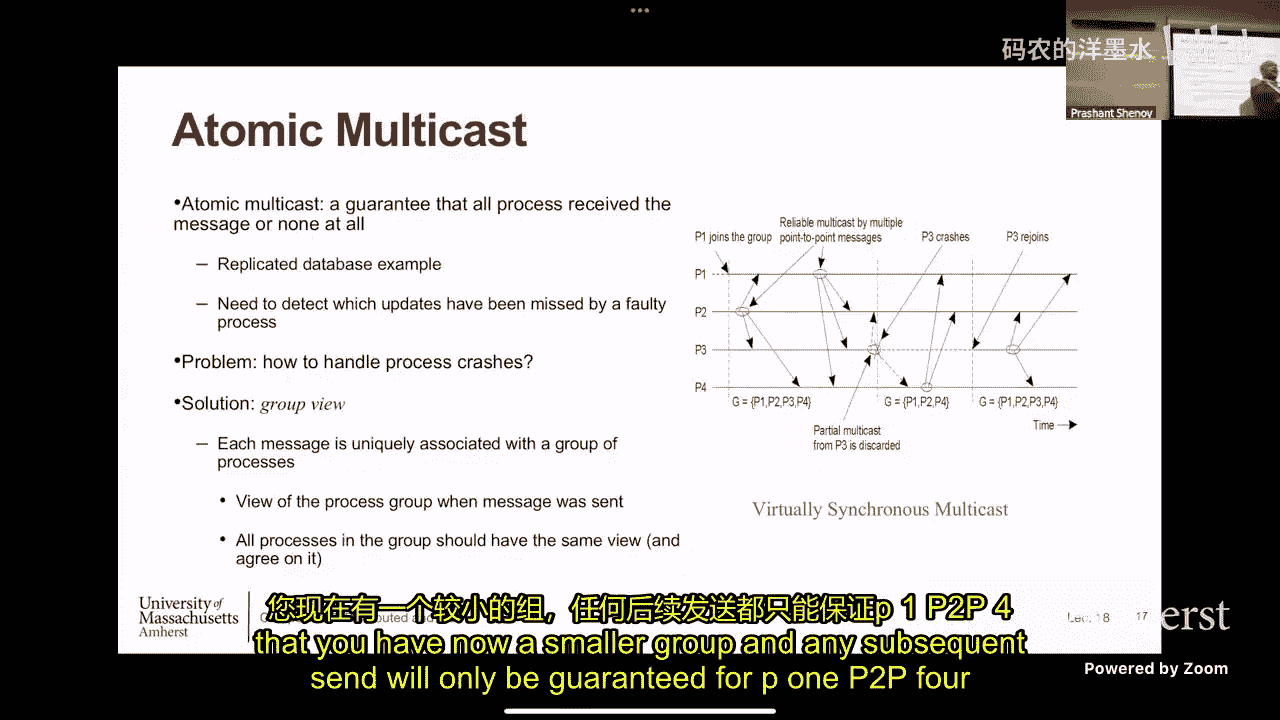 码农的洋墨水
Prashant Shenoy
Atomic Multicast
•Atomic multicast: a guarantee that all process received the
message or none at all
– Replicated database example
– Need to detect which updates have been missed by a faulty
process
•Problem: how to handle process crashes?
•Solution: group view
– Each message is uniquely associated with a group of
processes
• View of the process group when message was sent
• All processes in the group should have the same view (and
agree on it)
Reliable multicast by multiple
P1 joins the group
point-to-point messages
P3 crashes
P3 rejoins
P1
P2
P3
P4
G = {P1,P2,P3,P4}
G = {P1,P2,P4}
G = {P1,P2,P3,P4}
Partial multicast
from P3 is discarded
Time
Virtually Synchronous Multicast
University of
Massachusetts
Amherst
Lec. 18
17
erst
您现在有一个较小的组，任何后续发送都只能保证p 1 P2P 4
that you have now a smaller group and any subsequent
send will only be guaranteed for p one P2P four
Powered by Zoom